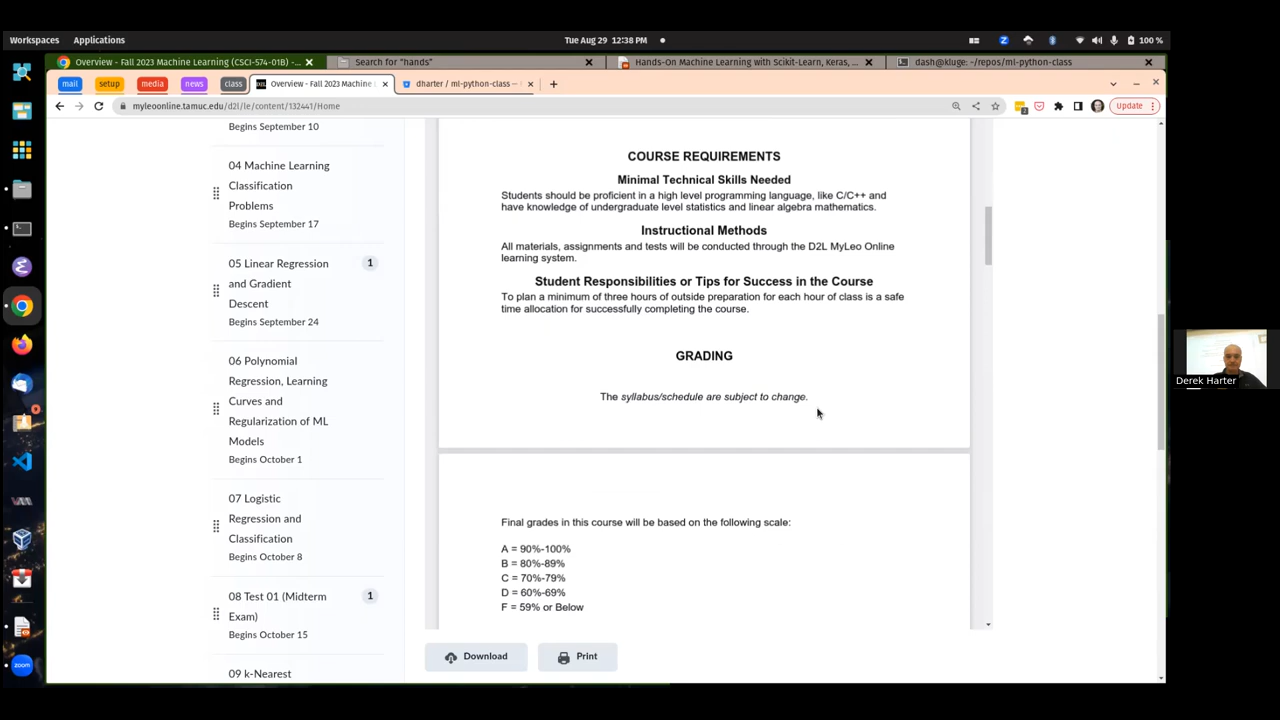 Workspaces
Applications
Tue Aug 29 12:38 PM
100 %
Overview - Fall 2023 Machine Learning (CSCI-574-01B) -...
Search for "hands"
Hands-On Machine Learning with Scikit-Learn, Keras, ...
dash@kluge: ~/repos/ml-python-class
mail
setup
media
news
class
Overview - Fall 2023 Machine L
dharter / ml-python-class —
myleoonline.tamuc.edu/d2l/le/content/132441/Home
Update
Begins September 10
04 Machine Learning
Classification
Problems
Begins September 17
05 Linear Regression
and Gradient
Descent
Begins September 24
1
06 Polynomial
Regression, Learning
Curves and
Regularization of ML
Models
Begins October 1
07 Logistic
Regression and
Classification
Begins October 8
08 Test 01 (Midterm
Exam)
Begins October 15
1
09 k-Nearest
COURSE REQUIREMENTS
Minimal Technical Skills Needed
Students should be proficient in a high level programming language, like C/C++ and
have knowledge of undergraduate level statistics and linear algebra mathematics.
Instructional Methods
All materials, assignments and tests will be conducted through the D2L MyLeo Online
learning system.
Student Responsibilities or Tips for Success in the Course
To plan a minimum of three hours of outside preparation for each hour of class is a safe
time allocation for successfully completing the course.
GRADING
The syllabus/schedule are subject to change.
Final grades in this course will be based on the following scale:
A = 90%-100%
B = 80%-89%
C = 70%-79%
D = 60%-69%
F = 59% or Below
Download
Print
Derek Harter
zoom